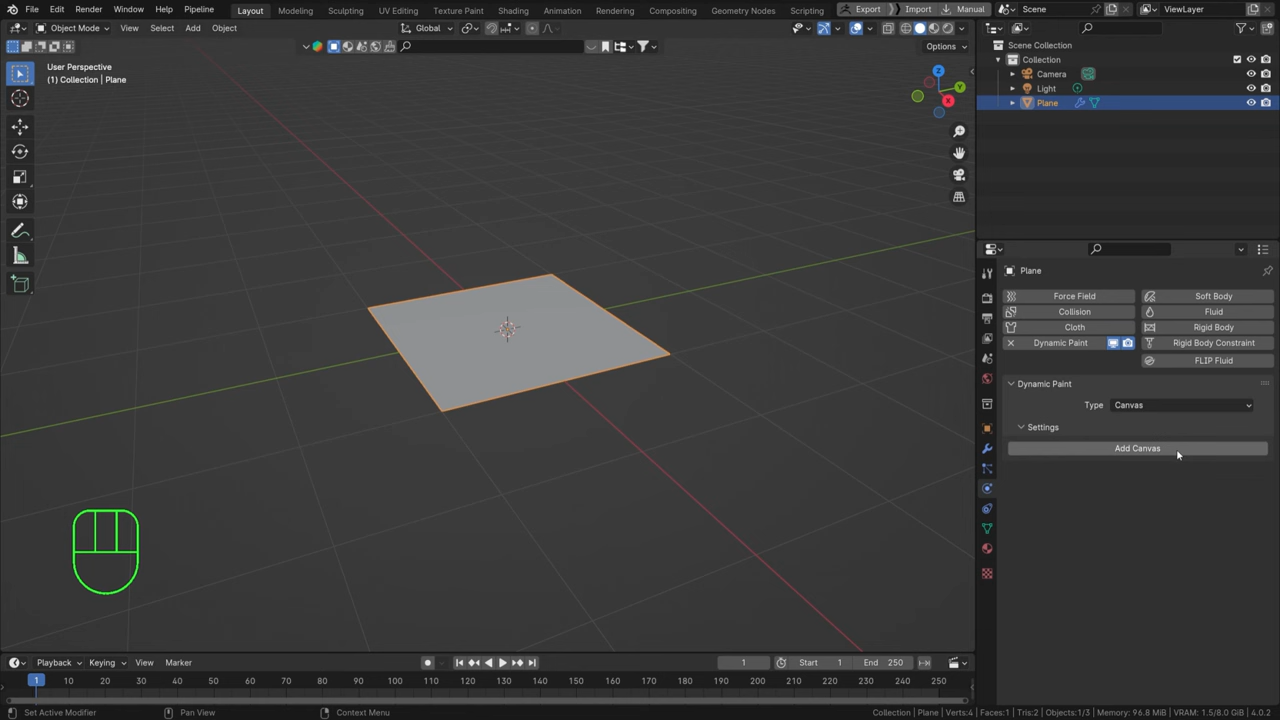 File Edit Render Window Help Pipeline Layout Modeling Sculpting UV Editing Texture Paint Shading Animation Rendering Compositing Geometry Nodes Scripting Export Import Manual Scene ViewLayer
Object Mode View Select Add Object Global
Options
User Perspective
(1) Collection | Plane
Z
Y
X
Scene Collection
Collection
Camera
Light
Plane
Plane
Force Field Soft Body
Collision Fluid
Cloth Rigid Body
Dynamic Paint Rigid Body Constraint
FLIP Fluid
Dynamic Paint
Type Canvas
Settings
Add Canvas
Playback Keying View Marker 1 Start 1 End 250
1 10 20 30 40 50 60 70 80 90 100 110 120 130 140 150 160 170 180 190 200 210 220 230 240 250
Set Active Modifier Pan View Context Menu Collection | Plane | Verts:4 | Faces:1 | Tris:2 | Objects:1/3 | Memory: 96.8 MiB | VRAM: 1.5/8.0 GiB | 4.0.2